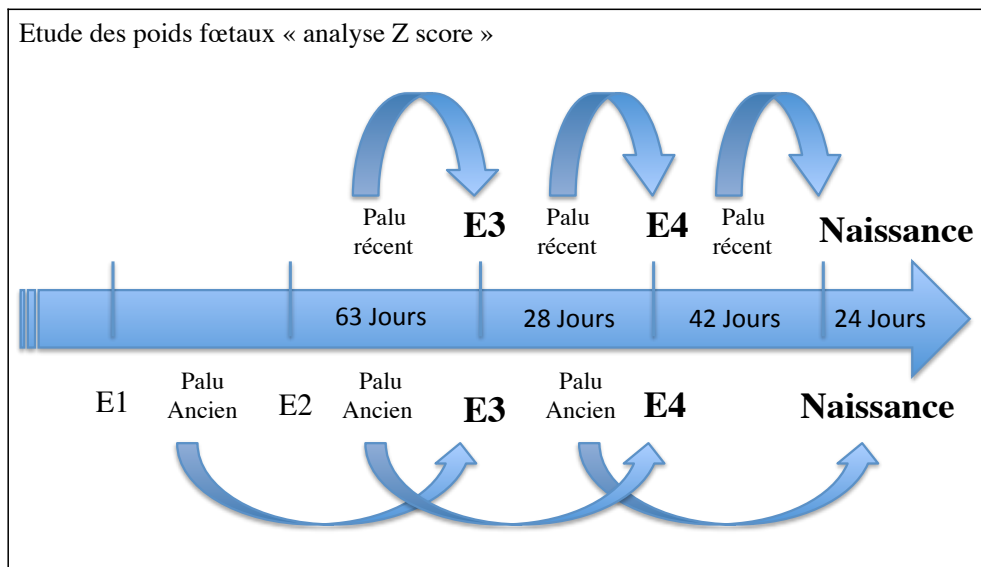 Etude des poids fœtaux « analyse Z score »
Palu
récent
E3
Palu
récent
E4
Palu
récent
Naissance
63 Jours
28 Jours
42 Jours
24 Jours
E1
Palu
Ancien
E2
Palu
Ancien
E3
Palu
Ancien
E4
Naissance